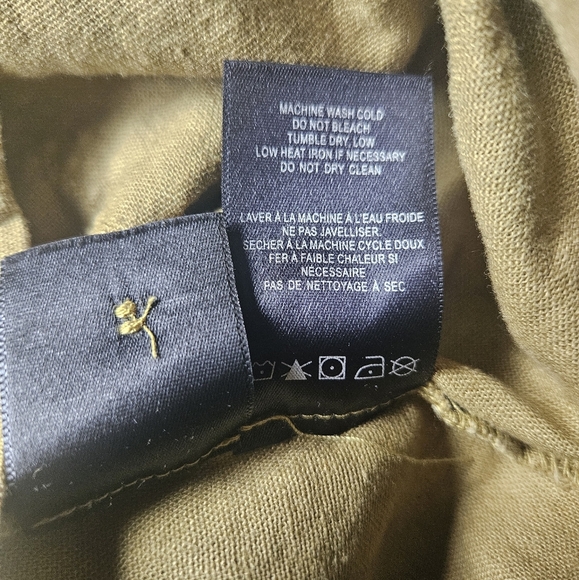 MACHINE WASH COLD
DO NOT BLEACH
TUMBLE DRY, LOW
LOW HEAT IRON IF NECESSARY
DO NOT DRY CLEAN
LAVER À LA MACHINE À L'EAU FROIDE
NE PAS JAVELLISER.
SÉCHER À LA MACHINE CYCLE DOUX
FER À FAIBLE CHALEUR SI
NÉCESSAIRE
PAS DE NETTOYAGE À SEC